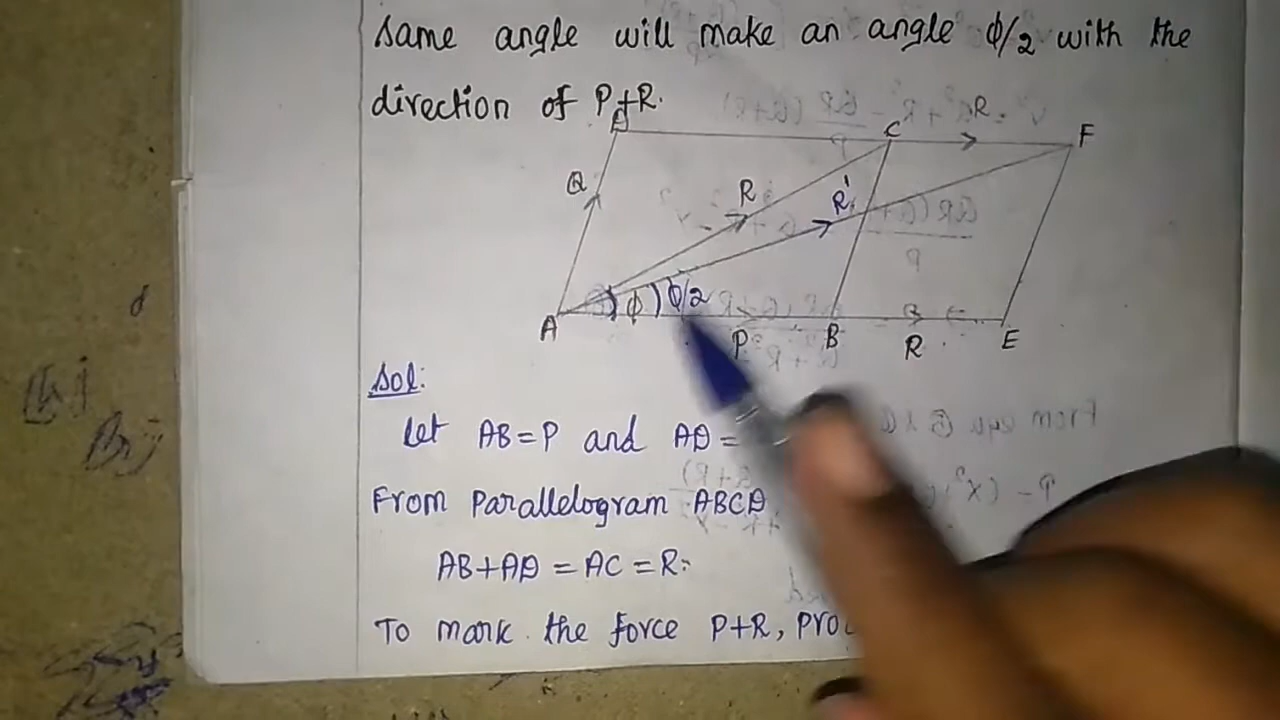 same angle will make an angle ϕ/2 with the
direction of P+R.
D
C
R
F
Q
R
R'
ϕ
ϕ/2
A
P
B
R
E
Sol:
Let AB=P and AD=
From parallelogram ABCD
AB+AD = AC = R.
To mark the force P+R,